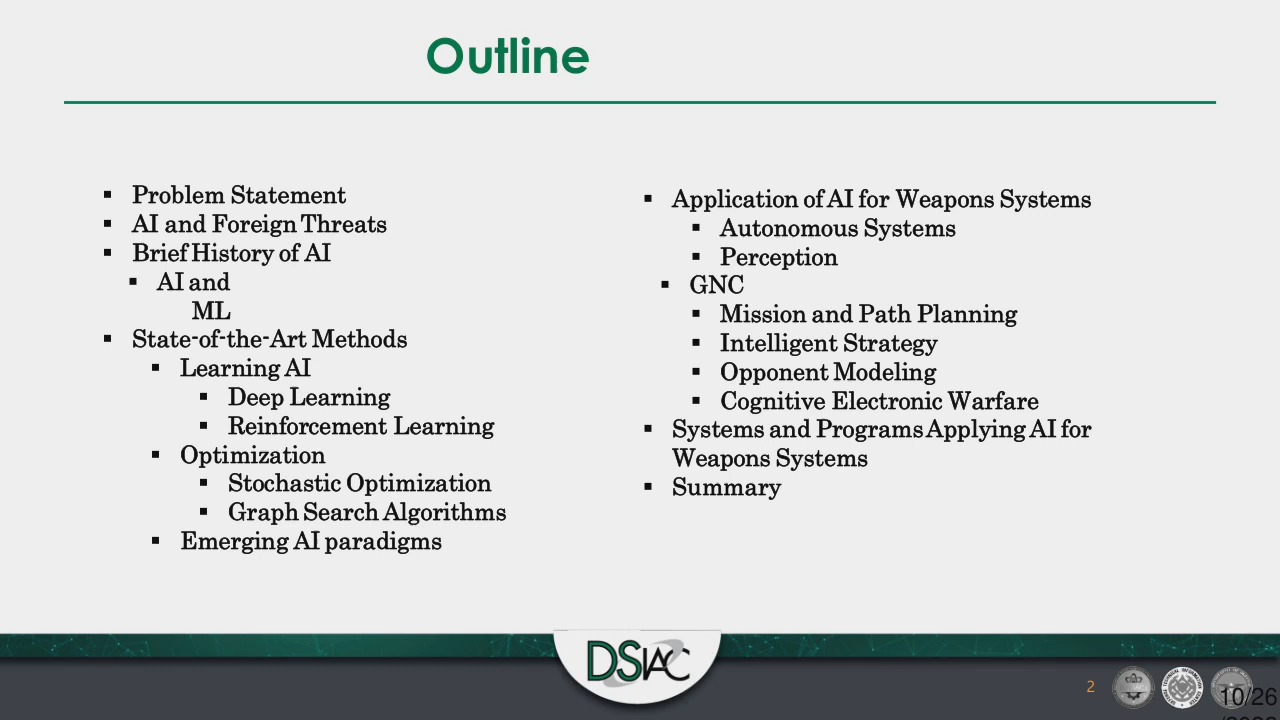 Outline
▪ Problem Statement
▪ AI and Foreign Threats
▪ Brief History of AI
▪ AI and
ML
▪ State-of-the-Art Methods
▪ Learning AI
▪ Deep Learning
▪ Reinforcement Learning
▪ Optimization
▪ Stochastic Optimization
▪ Graph Search Algorithms
▪ Emerging AI paradigms
▪ Application of AI for Weapons Systems
▪ Autonomous Systems
▪ Perception
▪ GNC
▪ Mission and Path Planning
▪ Intelligent Strategy
▪ Opponent Modeling
▪ Cognitive Electronic Warfare
▪ Systems and Programs Applying AI for
Weapons Systems
▪ Summary
DSIAC
2
10/26